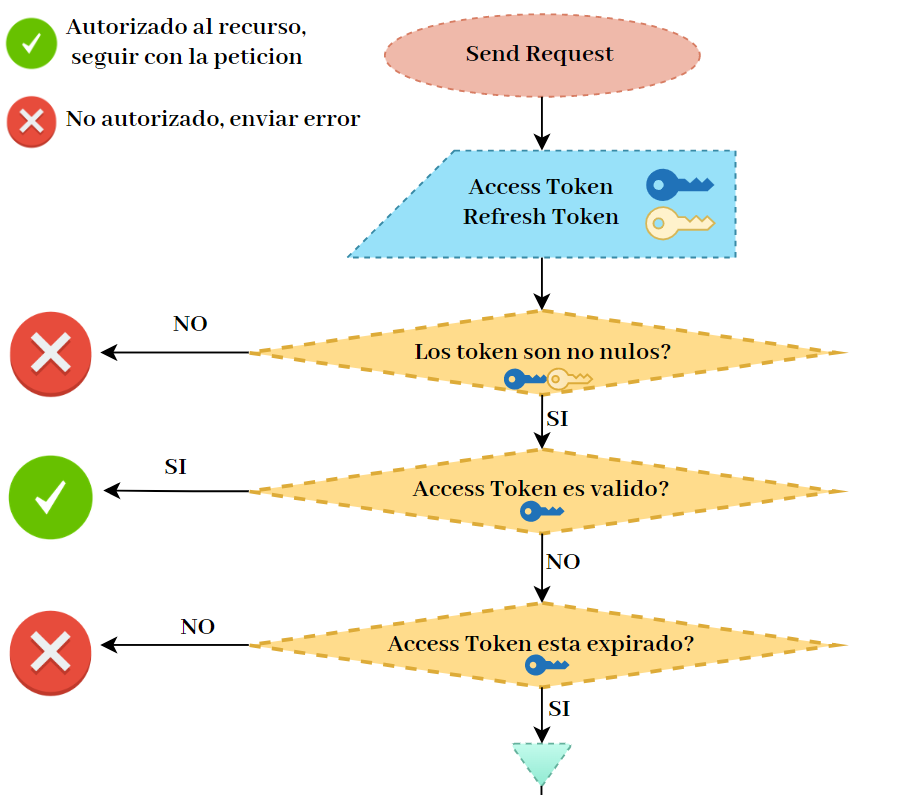 Autorizado al recurso,
seguir con la peticion
No autorizado, enviar error
Send Request
Access Token
Refresh Token
NO
Los token son no nulos?
SI
SI
Access Token es valido?
NO
NO
Access Token esta expirado?
SI